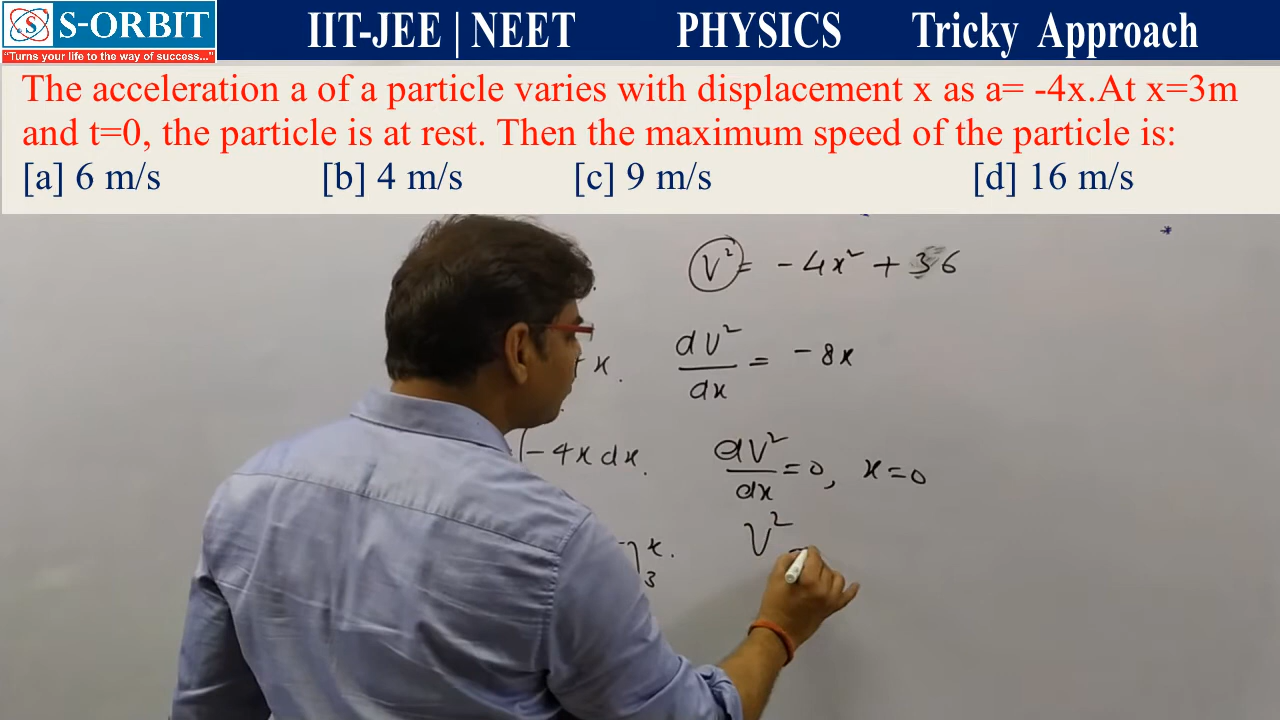 S
S-ORBIT
“Turns your life to the way of success...”
IIT-JEE | NEET PHYSICS Tricky Approach
The acceleration a of a particle varies with displacement x as a= -4x.At x=3m
and t=0, the particle is at rest. Then the maximum speed of the particle is:
[a] 6 m/s [b] 4 m/s [c] 9 m/s [d] 16 m/s
V² = -4x² + 36
x.
dV²/dx = -8x
-4x dx.
dV²/dx = 0, x=0
]ˣ₃.
V²